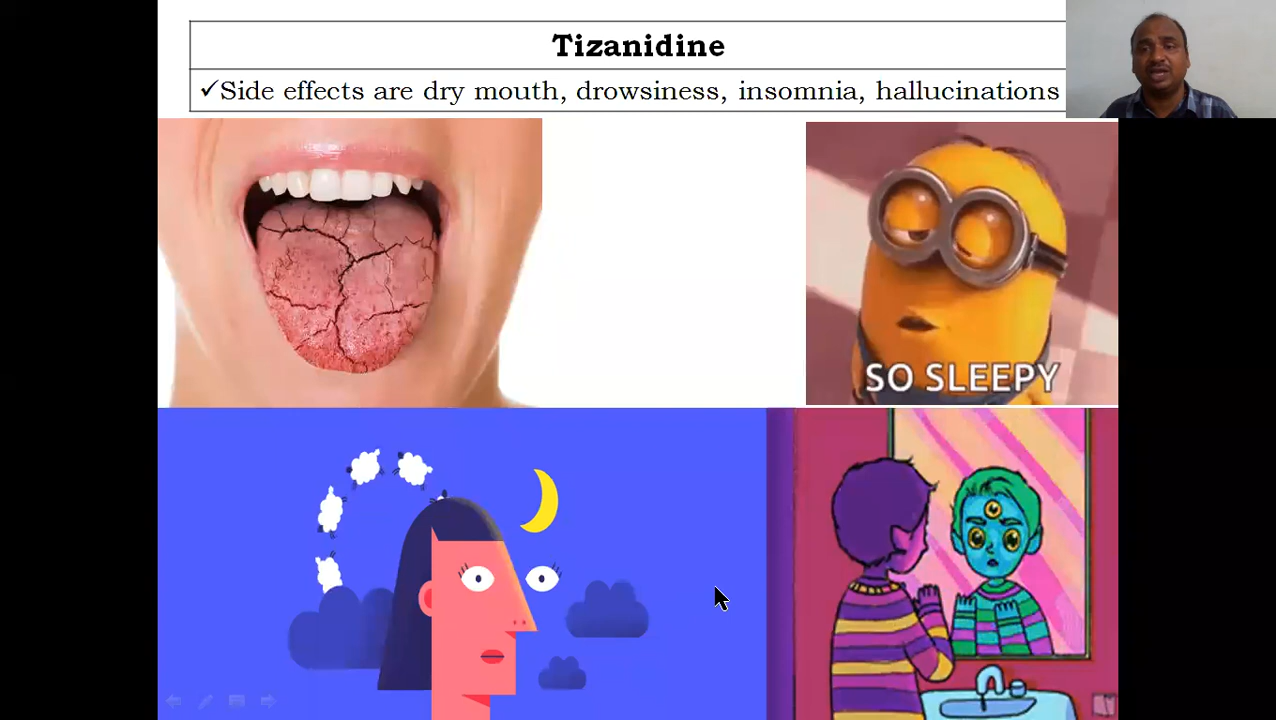 Tizanidine
✓Side effects are dry mouth, drowsiness, insomnia, hallucinations
SO SLEEPY